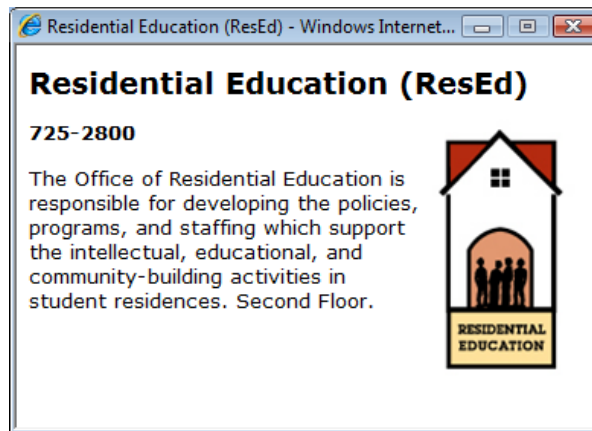 Residential Education (ResEd) - Windows Internet...
Residential Education (ResEd)
725-2800
The Office of Residential Education is
responsible for developing the policies,
programs, and staffing which support
the intellectual, educational, and
community-building activities in
student residences. Second Floor.
RESIDENTIAL
EDUCATION